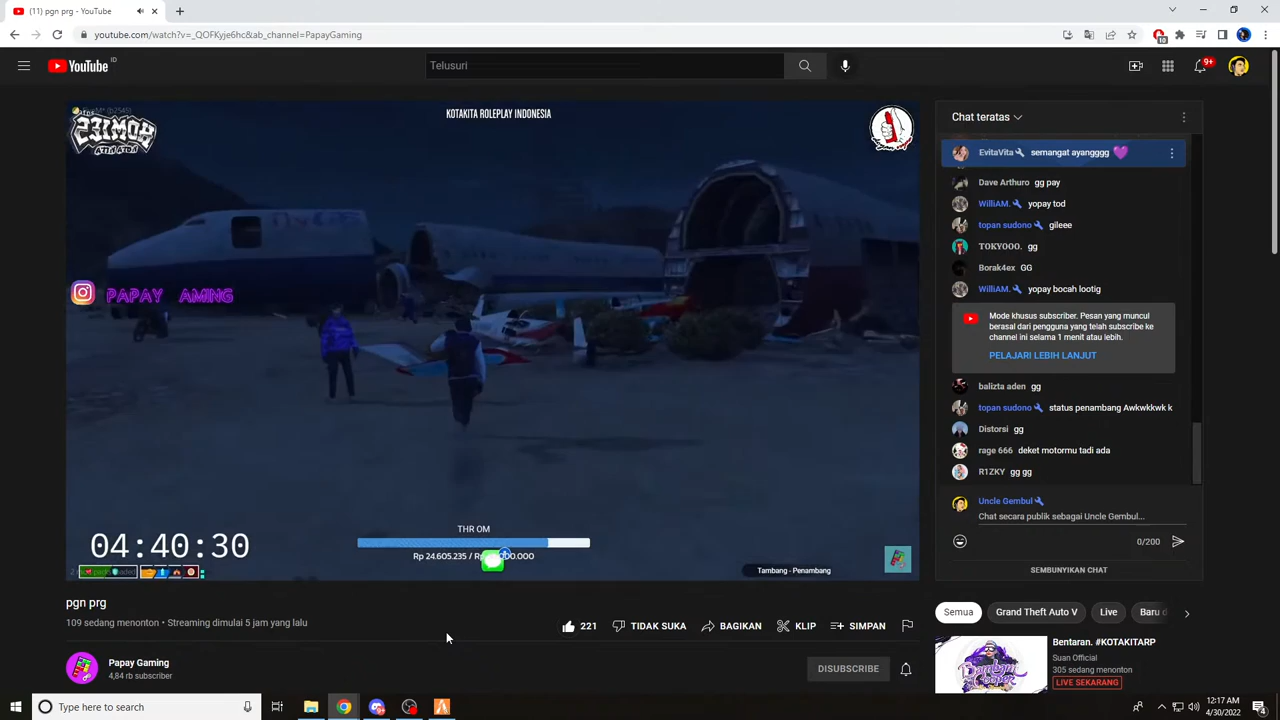 (11) pgn prg - YouTube
youtube.com/watch?v=_QOFKyje6hc&ab_channel=PapayGaming
10
YouTube
ID
Telusuri
9+
KOTAKITA ROLEPLAY INDONESIA
PAPAY AMING
04:40:30
THR OM
Rp 24.605.235 / Rp
Tambang - Penambang
Chat teratas
EvitaVita semangat ayangggg 💜
Dave Arthuro gg pay
WilliAM. yopay tod
topan sudono gileee
TOKYOOO. gg
Borak4ex GG
WilliAM. yopay bocah lootig
Mode khusus subscriber. Pesan yang muncul
berasal dari pengguna yang telah subscribe ke
channel ini selama 1 menit atau lebih.
PELAJARI LEBIH LANJUT
balizta aden gg
topan sudono status penambang Awkwkkwk k
Distorsi gg
rage 666 deket motormu tadi ada
R1ZKY gg gg
Uncle Gembul
Chat secara publik sebagai Uncle Gembul...
0/200
SEMBUNYIKAN CHAT
pgn prg
109 sedang menonton • Streaming dimulai 5 jam yang lalu
221
TIDAK SUKA
BAGIKAN
KLIP
SIMPAN
Papay Gaming
4,84 rb subscriber
DISUBSCRIBE
Semua
Grand Theft Auto V
Live
Baru d
Bentaran. #KOTAKITARP
Suan Official
305 sedang menonton
LIVE SEKARANG
Type here to search
12:17 AM
4/30/2022
4